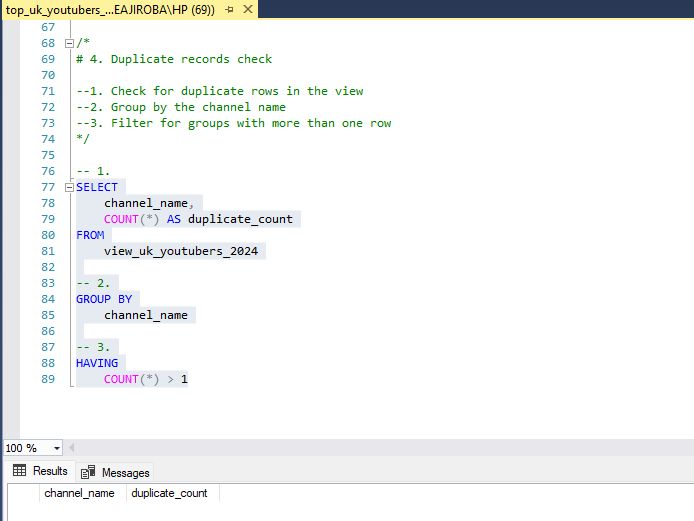 top_uk_youtubers_...EAJIROBA\HP (69))
67
68 /*
69 # 4. Duplicate records check
70
71 --1. Check for duplicate rows in the view
72 --2. Group by the channel name
73 --3. Filter for groups with more than one row
74 */
75
76 -- 1.
77 SELECT
78 channel_name,
79 COUNT(*) AS duplicate_count
80 FROM
81 view_uk_youtubers_2024
82
83 -- 2.
84 GROUP BY
85 channel_name
86
87 -- 3.
88 HAVING
89 COUNT(*) > 1
100 %
Results Messages
channel_name duplicate_count